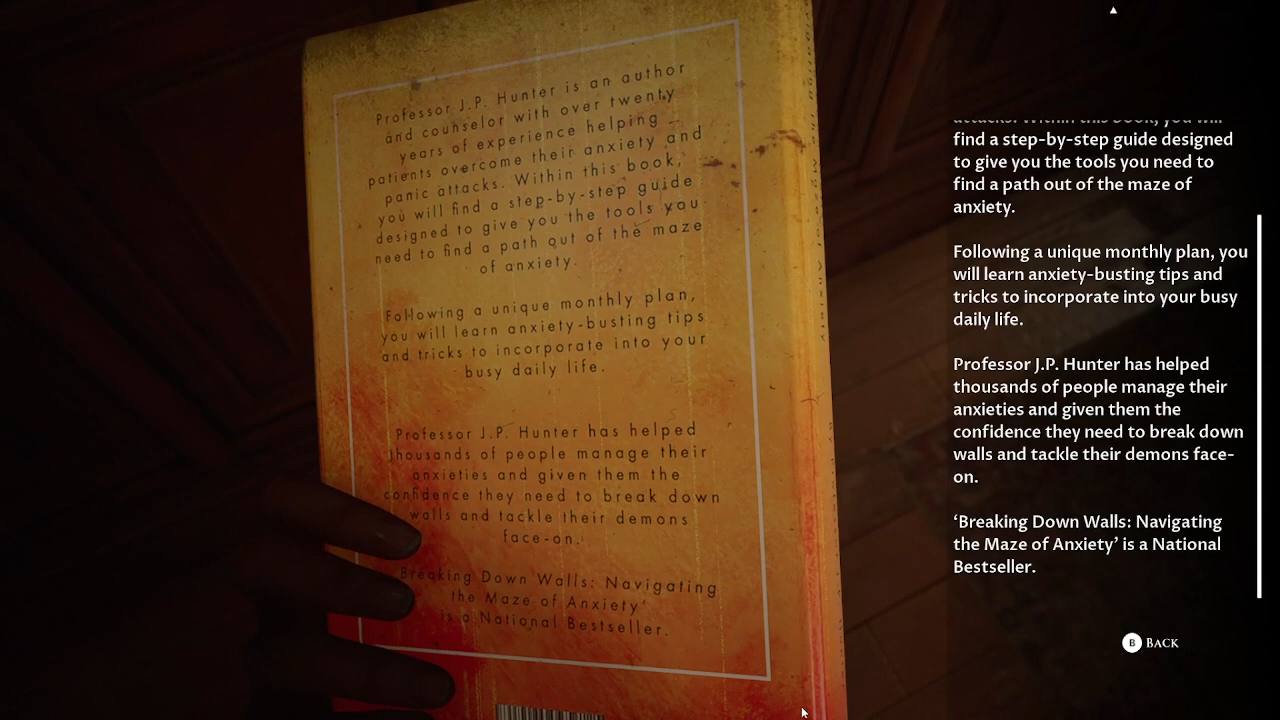 Professor J.P. Hunter is an author
and counselor with over twenty
years of experience helping
patients overcome their anxiety and
panic attacks. Within this book,
you will find a step-by-step guide
designed to give you the tools you
need to find a path out of the maze
of anxiety.
Following a unique monthly plan,
you will learn anxiety-busting tips
and tricks to incorporate into your
busy daily life.
Professor J.P. Hunter has helped
thousands of people manage their
anxieties and given them the
confidence they need to break down
walls and tackle their demons
face-on.
'Breaking Down Walls: Navigating
the Maze of Anxiety'
is a National Bestseller.
attacks. Within this book, you will
find a step-by-step guide designed
to give you the tools you need to
find a path out of the maze of
anxiety.
Following a unique monthly plan, you
will learn anxiety-busting tips and
tricks to incorporate into your busy
daily life.
Professor J.P. Hunter has helped
thousands of people manage their
anxieties and given them the
confidence they need to break down
walls and tackle their demons face-
on.
‘Breaking Down Walls: Navigating
the Maze of Anxiety’ is a National
Bestseller.
B BACK